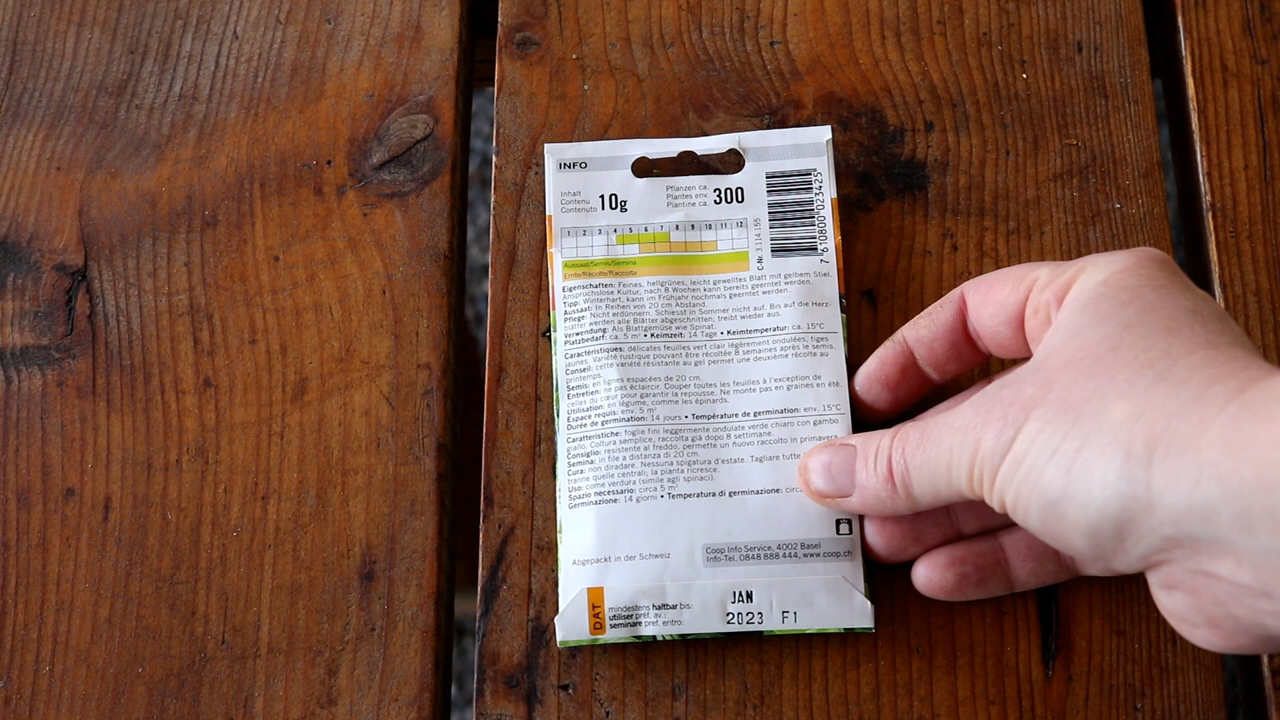 INFO
Inhalt
Contenu
Contenuto
10g
Pflanzen ca.
Plantes env.
Piantine ca.
300
1 2 3 4 5 6 7 8 9 10 11 12
Aussaat/Semis/Semina
Ernte/Récolte/Raccolta
C-Nr. 3.114.155
7 610800 023425
Eigenschaften: Feines, hellgrünes, leicht gewelltes Blatt mit gelbem Stiel.
Anspruchslose Kultur, nach 8 Wochen kann bereits geerntet werden.
Tipp: Winterhart, kann im Frühjahr nochmals geerntet werden.
Aussaat: In Reihen von 20 cm Abstand.
Pflege: Nicht erdünnern. Schiesst in Sommer nicht auf. Bis auf die Herz-
blätter werden alle Blätter abgeschnitten; treibt wieder aus.
Verwendung: Als Blattgemüse wie Spinat.
Platzbedarf: ca. 5 m² • Keimzeit: 14 Tage • Keimtemperatur: ca. 15°C
Caractéristiques: délicates feuilles vert clair légèrement ondulées, tiges
jaunes. Variété rustique pouvant être récoltée 8 semaines après le semis.
Conseil: cette variété résistante au gel permet une deuxième récolte au
printemps.
Semis: en lignes espacées de 20 cm.
Entretien: ne pas éclaircir. Couper toutes les feuilles à l'exception de
celles du cœur pour garantir la repousse. Ne monte pas en graines en été.
Utilisation: en légume, comme les épinards.
Espace requis: env. 5 m²
Durée de germination: 14 jours • Température de germination: env. 15°C
Caratteristiche: foglie fini leggermente ondulate verde chiaro con gambo
giallo. Coltura semplice, raccolta già dopo 8 settimane.
Consiglio: resistente al freddo, permette un nuovo raccolto in primavera
Semina: in file a distanza di 20 cm.
Cura: non diradare. Nessuna spigatura d'estate. Tagliare tutte
tranne quelle centrali; la pianta ricresce.
Uso: come verdura (simile agli spinaci).
Spazio necessario: circa 5 m²
Germinazione: 14 giorni • Temperatura di germinazione:
Abgepackt in der Schweiz
Coop Info Service, 4002 Basel
Info-Tel. 0848 888 444, www.coop.ch
DAT
mindestens haltbar bis:
utiliser préf. av.:
seminare pref. entro:
JAN
2023 F1